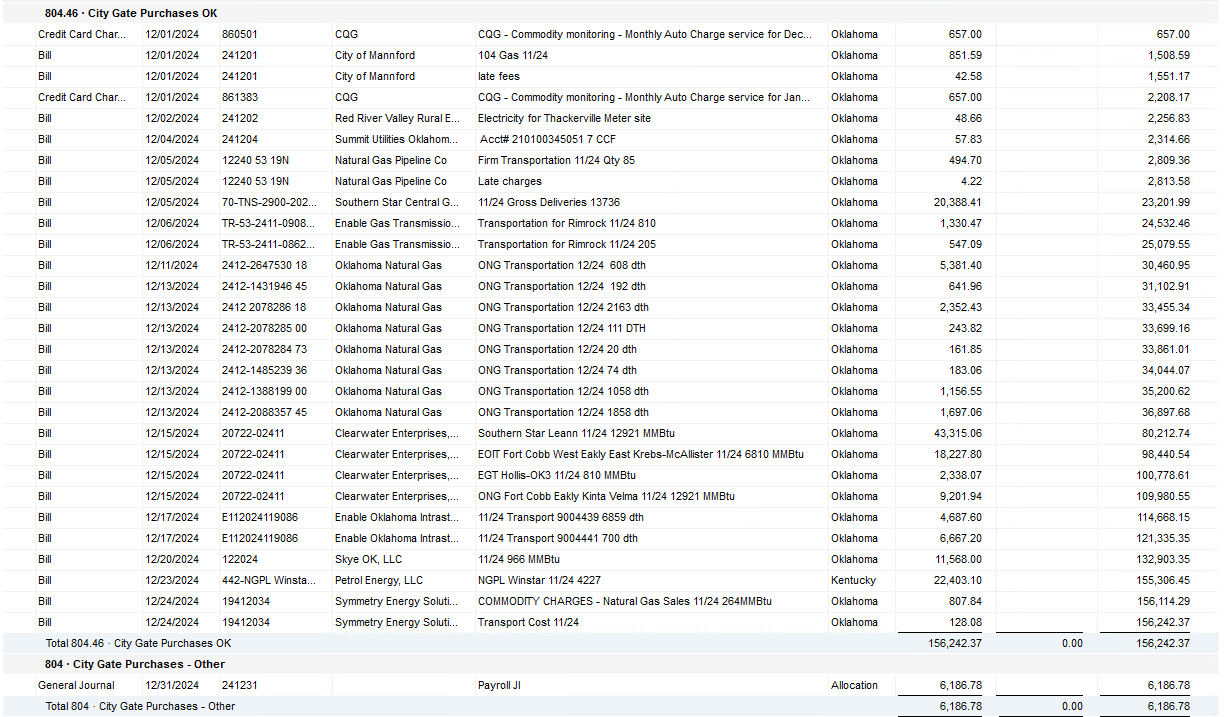 804.46 · City Gate Purchases OK
Credit Card Char... 12/01/2024 860501 CQG CQG - Commodity monitoring - Monthly Auto Charge service for Dec... Oklahoma 657.00 657.00
Bill 12/01/2024 241201 City of Mannford 104 Gas 11/24 Oklahoma 851.59 1,508.59
Bill 12/01/2024 241201 City of Mannford late fees Oklahoma 42.58 1,551.17
Credit Card Char... 12/01/2024 861383 CQG CQG - Commodity monitoring - Monthly Auto Charge service for Jan... Oklahoma 657.00 2,208.17
Bill 12/02/2024 241202 Red River Valley Rural E... Electricity for Thackerville Meter site Oklahoma 48.66 2,256.83
Bill 12/04/2024 241204 Summit Utilities Oklahom... Acct# 210100345051 7 CCF Oklahoma 57.83 2,314.66
Bill 12/05/2024 12240 53 19N Natural Gas Pipeline Co Firm Transportation 11/24 Qty 85 Oklahoma 494.70 2,809.36
Bill 12/05/2024 12240 53 19N Natural Gas Pipeline Co Late charges Oklahoma 4.22 2,813.58
Bill 12/05/2024 70-TNS-2900-202... Southern Star Central G... 11/24 Gross Deliveries 13736 Oklahoma 20,388.41 23,201.99
Bill 12/06/2024 TR-53-2411-0908... Enable Gas Transmissio... Transportation for Rimrock 11/24 810 Oklahoma 1,330.47 24,532.46
Bill 12/06/2024 TR-53-2411-0862... Enable Gas Transmissio... Transportation for Rimrock 11/24 205 Oklahoma 547.09 25,079.55
Bill 12/11/2024 2412-2647530 18 Oklahoma Natural Gas ONG Transportation 12/24 608 dth Oklahoma 5,381.40 30,460.95
Bill 12/13/2024 2412-1431946 45 Oklahoma Natural Gas ONG Transportation 12/24 192 dth Oklahoma 641.96 31,102.91
Bill 12/13/2024 2412 2078286 18 Oklahoma Natural Gas ONG Transportation 12/24 2163 dth Oklahoma 2,352.43 33,455.34
Bill 12/13/2024 2412-2078285 00 Oklahoma Natural Gas ONG Transportation 12/24 111 DTH Oklahoma 243.82 33,699.16
Bill 12/13/2024 2412-2078284 73 Oklahoma Natural Gas ONG Transportation 12/24 20 dth Oklahoma 161.85 33,861.01
Bill 12/13/2024 2412-1485239 36 Oklahoma Natural Gas ONG Transportation 12/24 74 dth Oklahoma 183.06 34,044.07
Bill 12/13/2024 2412-1388199 00 Oklahoma Natural Gas ONG Transportation 12/24 1058 dth Oklahoma 1,156.55 35,200.62
Bill 12/13/2024 2412-2088357 45 Oklahoma Natural Gas ONG Transportation 12/24 1858 dth Oklahoma 1,697.06 36,897.68
Bill 12/15/2024 20722-02411 Clearwater Enterprises,... Southern Star Leann 11/24 12921 MMBtu Oklahoma 43,315.06 80,212.74
Bill 12/15/2024 20722-02411 Clearwater Enterprises,... EOIT Fort Cobb West Eakly East Krebs-McAllister 11/24 6810 MMBtu Oklahoma 18,227.80 98,440.54
Bill 12/15/2024 20722-02411 Clearwater Enterprises,... EGT Hollis-OK3 11/24 810 MMBtu Oklahoma 2,338.07 100,778.61
Bill 12/15/2024 20722-02411 Clearwater Enterprises,... ONG Fort Cobb Eakly Kinta Velma 11/24 12921 MMBtu Oklahoma 9,201.94 109,980.55
Bill 12/17/2024 E112024119086 Enable Oklahoma Intrast... 11/24 Transport 9004439 6859 dth Oklahoma 4,687.60 114,668.15
Bill 12/17/2024 E112024119086 Enable Oklahoma Intrast... 11/24 Transport 9004441 700 dth Oklahoma 6,667.20 121,335.35
Bill 12/20/2024 122024 Skye OK, LLC 11/24 966 MMBtu Oklahoma 11,568.00 132,903.35
Bill 12/23/2024 442-NGPL Winsta... Petrol Energy, LLC NGPL Winstar 11/24 4227 Kentucky 22,403.10 155,306.45
Bill 12/24/2024 19412034 Symmetry Energy Soluti... COMMODITY CHARGES - Natural Gas Sales 11/24 264MMBtu Oklahoma 807.84 156,114.29
Bill 12/24/2024 19412034 Symmetry Energy Soluti... Transport Cost 11/24 Oklahoma 128.08 156,242.37
Total 804.46 · City Gate Purchases OK 156,242.37 0.00 156,242.37
804 · City Gate Purchases - Other
General Journal 12/31/2024 241231 Payroll JI Allocation 6,186.78 6,186.78
Total 804 · City Gate Purchases - Other 6,186.78 0.00 6,186.78